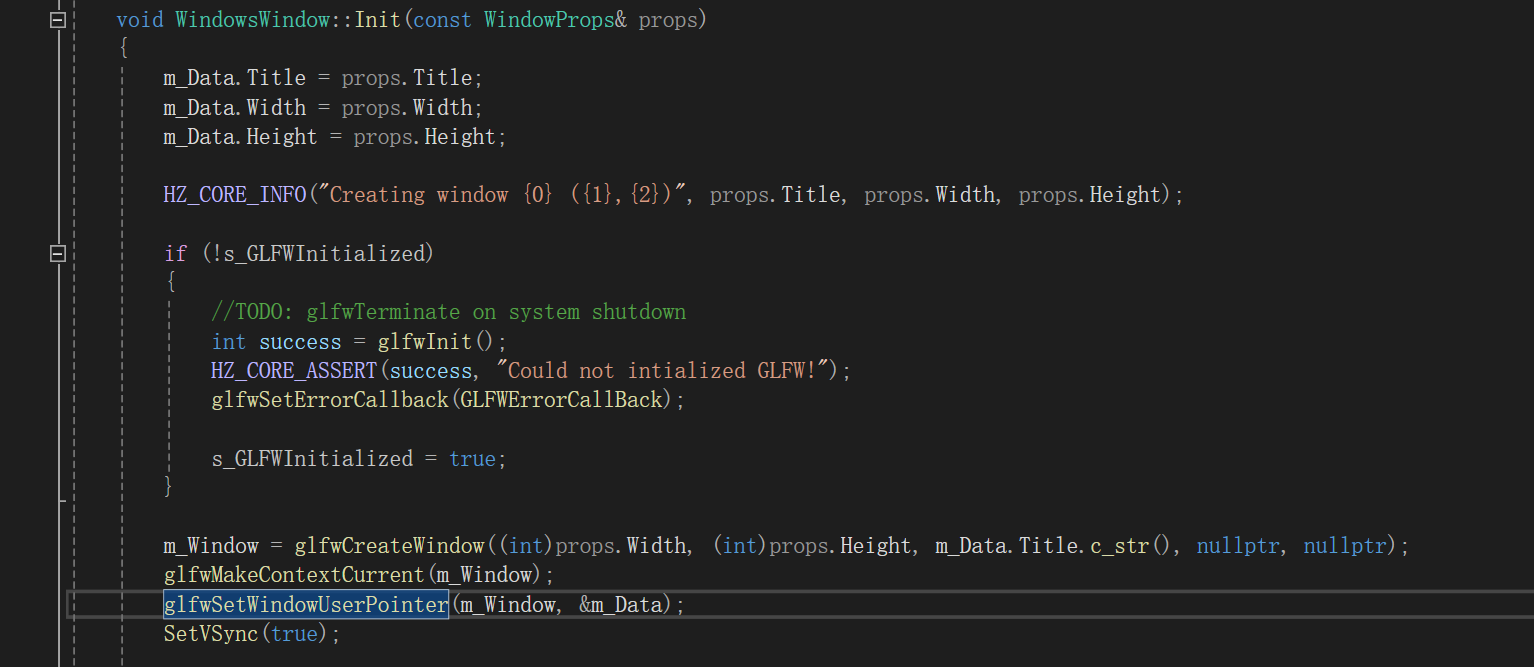 void WindowsWindow::Init(const WindowProps& props)
{
m_Data.Title = props.Title;
m_Data.Width = props.Width;
m_Data.Height = props.Height;
HZ_CORE_INFO("Creating window {0} ({1},{2})", props.Title, props.Width, props.Height);
if (!s_GLFWInitialized)
{
//TODO: glfwTerminate on system shutdown
int success = glfwInit();
HZ_CORE_ASSERT(success, "Could not intialized GLFW!");
glfwSetErrorCallback(GLFWErrorCallBack);
s_GLFWInitialized = true;
}
m_Window = glfwCreateWindow((int)props.Width, (int)props.Height, m_Data.Title.c_str(), nullptr, nullptr);
glfwMakeContextCurrent(m_Window);
glfwSetWindowUserPointer(m_Window, &m_Data);
SetVSync(true);